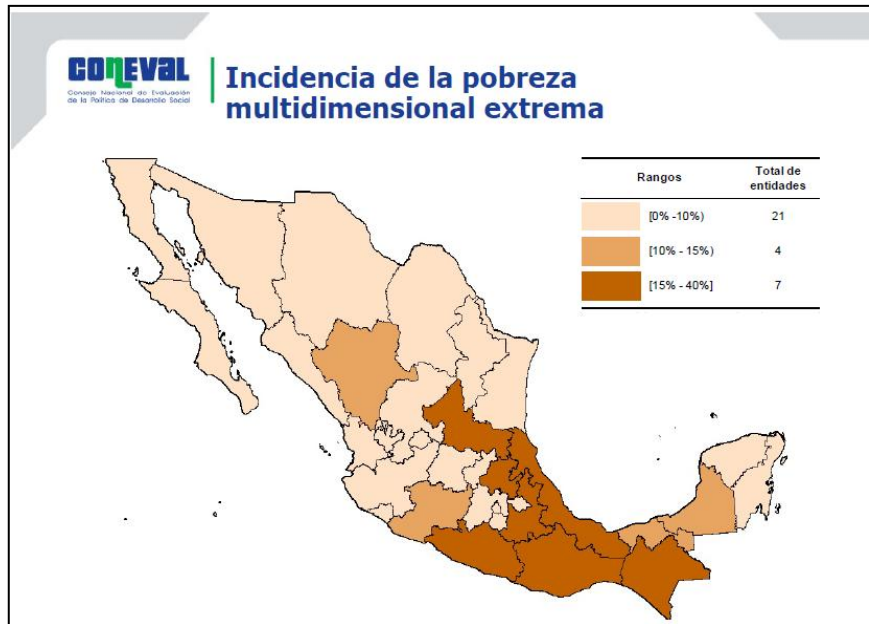 CONEVAL
Consejo Nacional de Evaluación
de la Política de Desarrollo Social
Incidencia de la pobreza
multidimensional extrema
Rangos Total de
entidades
[0% -10%) 21
[10% - 15%) 4
[15% - 40%] 7